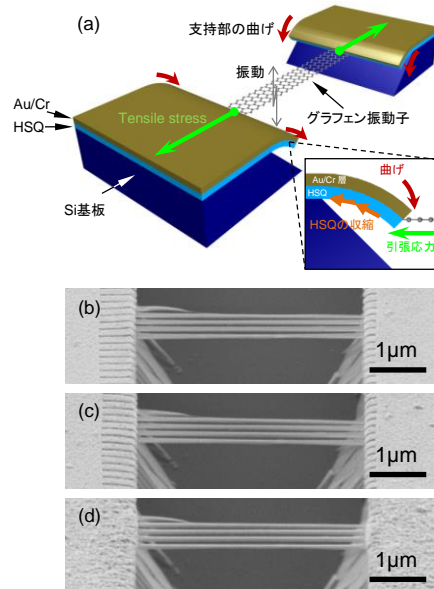 (a)
支持部の曲げ
振動
Au/Cr
HSQ
Tensile stress
グラフェン振動子
Si基板
Au/Cr 層
HSQ
曲げ
HSQの収縮
引張応力
(b)
1μm
(c)
1μm
(d)
1μm